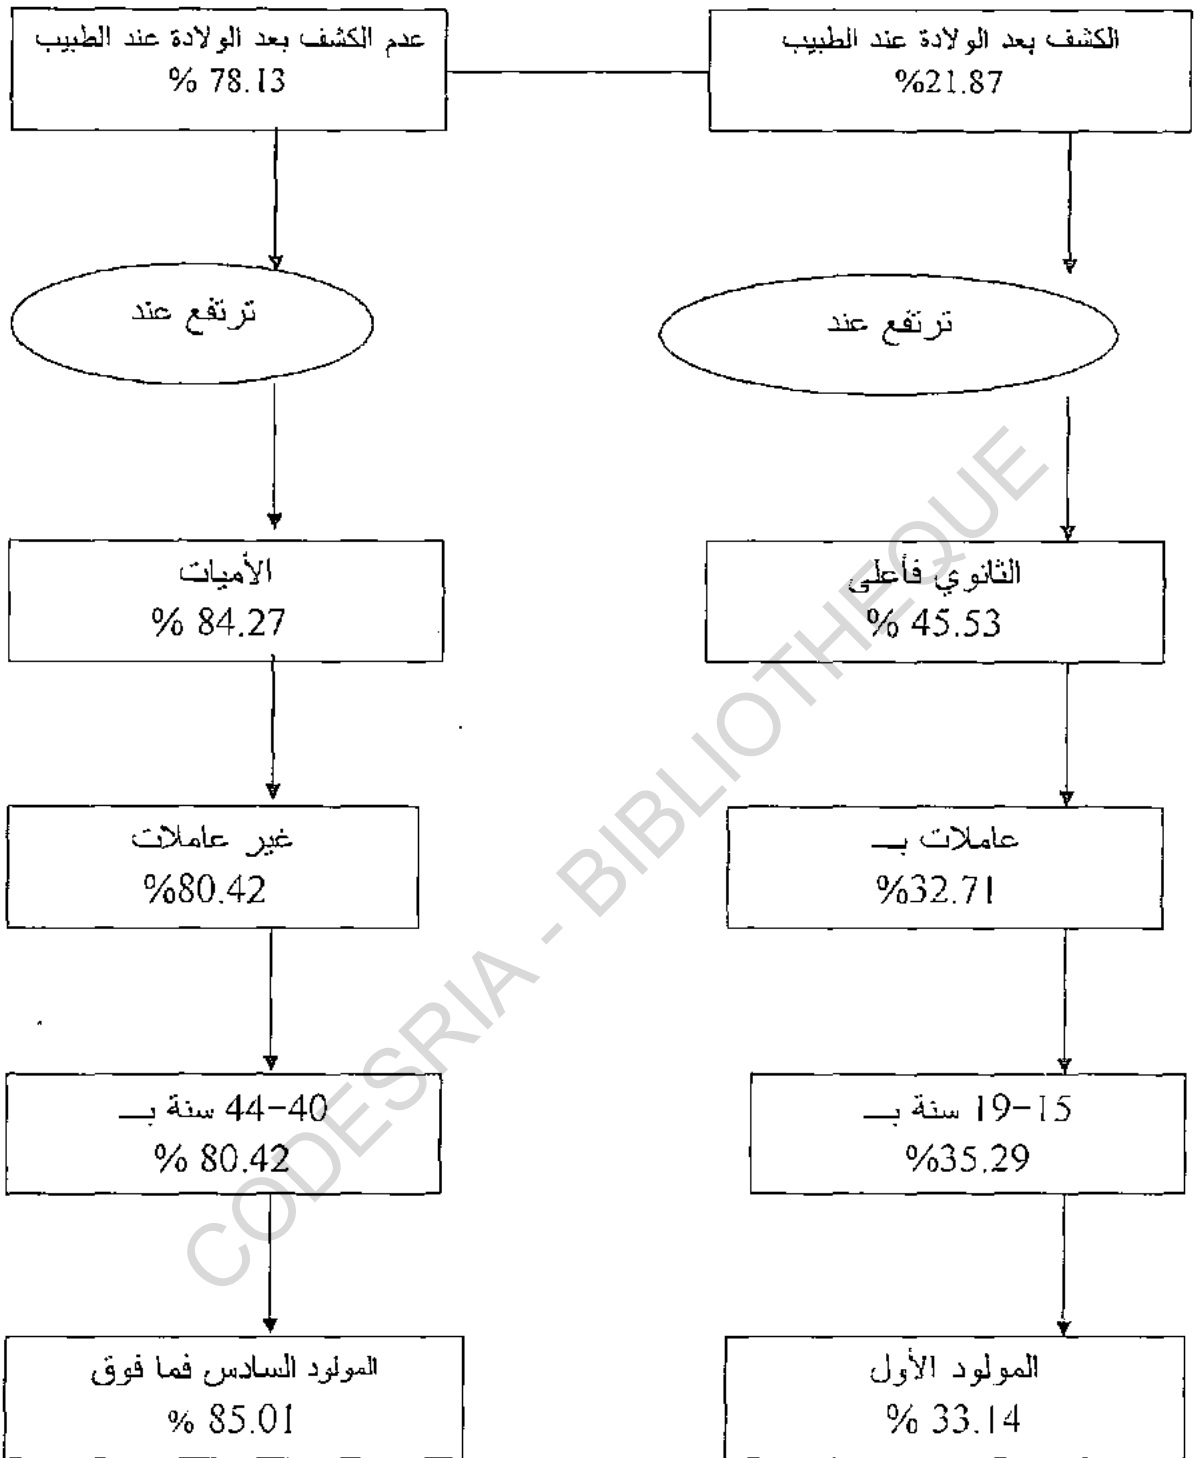 الكشف بعد الولادة عند الطبيب
%21.87
عدم الكشف بعد الولادة عند الطبيب
% 78.13
ترتفع عند
ترتفع عند
الثانوي فأعلى
% 45.53
الأميات
% 84.27
عاملات بـــ
%32.71
غير عاملات
%80.42
19-15 سنة بـــ
%35.29
44-40 سنة بـــ
% 80.42
المولود الأول
% 33.14
المولود السادس فما فوق
% 85.01
CODESRIA - BIBLIOTHEQUE